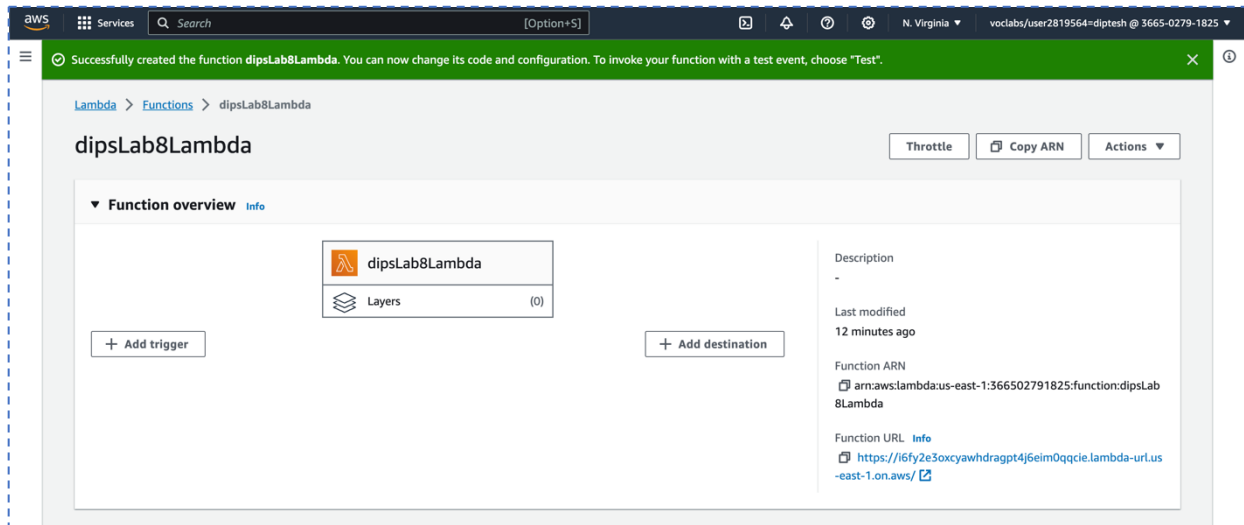 aws
Services
Search
[Option+S]
N. Virginia ▼
voclabs/user2819564=diptesh @ 3665-0279-1825 ▼
Successfully created the function dipsLab8Lambda. You can now change its code and configuration. To invoke your function with a test event, choose "Test".
Lambda > Functions > dipsLab8Lambda
dipsLab8Lambda
Throttle
Copy ARN
Actions ▼
▼ Function overview Info
dipsLab8Lambda
Layers (0)
+ Add trigger
+ Add destination
Description
-
Last modified
12 minutes ago
Function ARN
arn:aws:lambda:us-east-1:366502791825:function:dipsLab
8Lambda
Function URL Info
https://i6fy2e3oxcyawhdragpt4j6eim0qqcie.lambda-url.us
-east-1.on.aws/